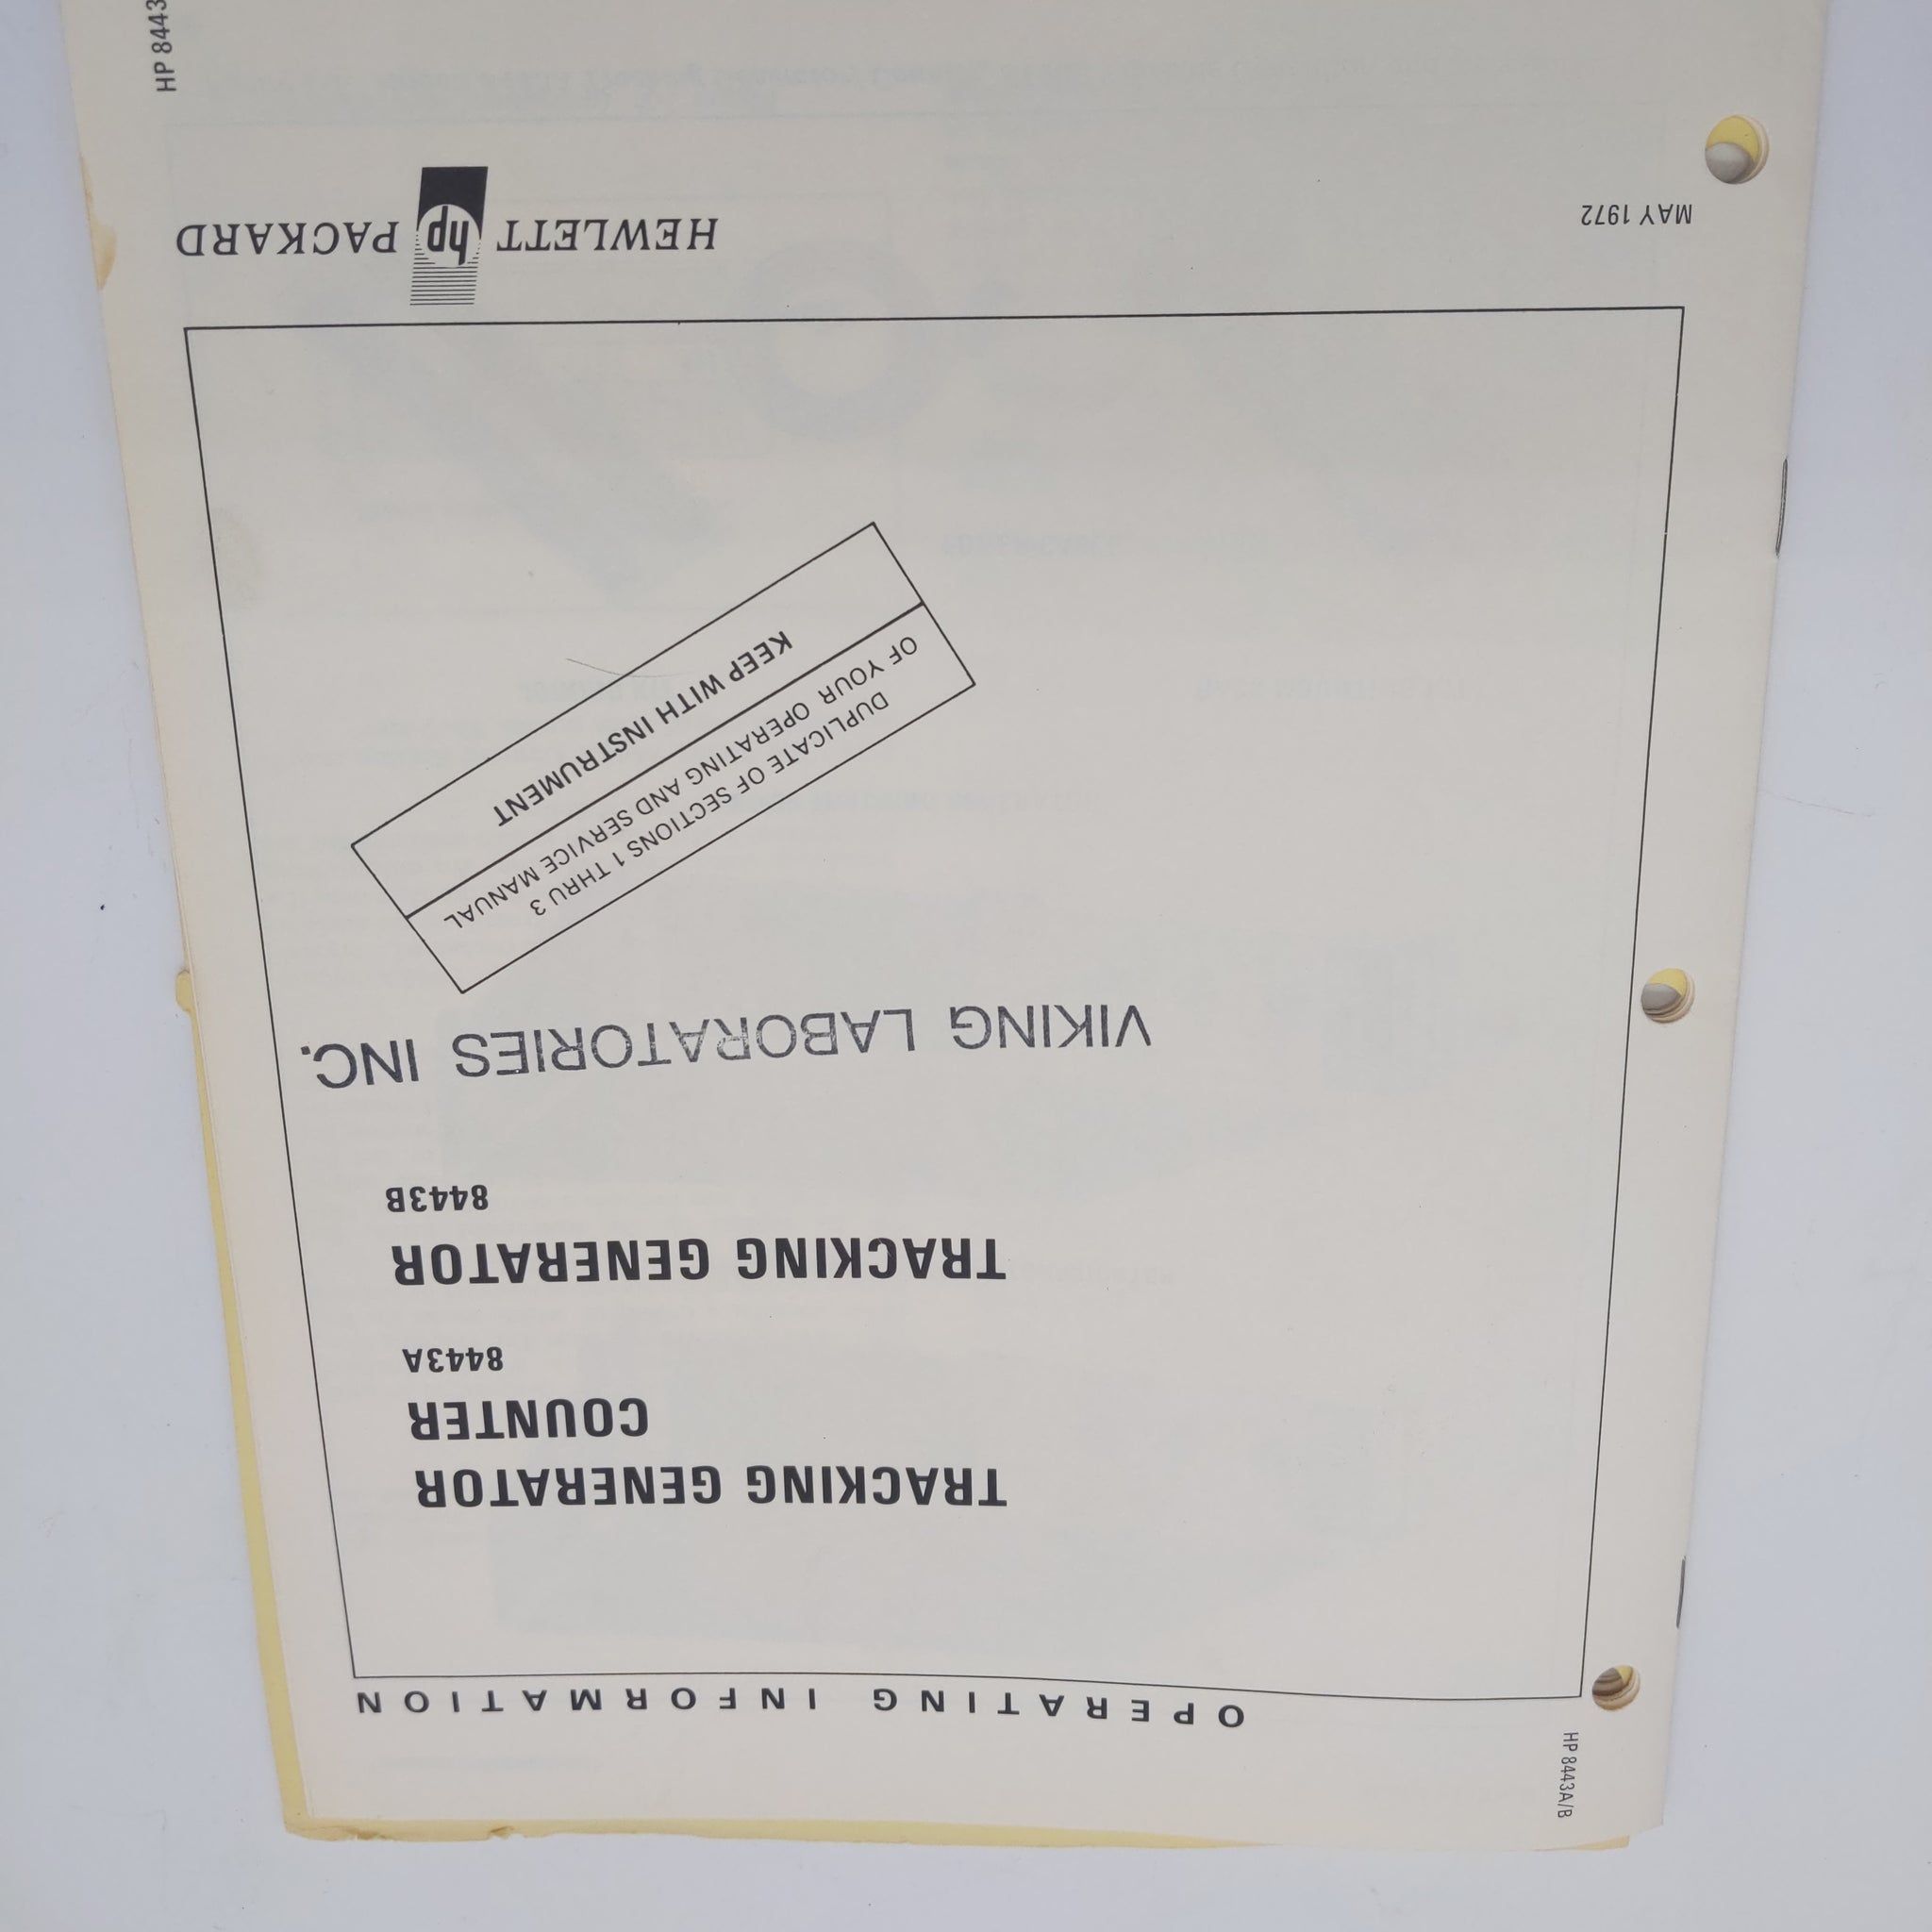 HP 8443A/B
OPERATING INFORMATION
TRACKING GENERATOR
COUNTER
8443A
TRACKING GENERATOR
8443B
VIKING LABORATORIES INC.
DUPLICATE OF SECTIONS 1 THRU 3
OF YOUR OPERATING AND SERVICE MANUAL
KEEP WITH INSTRUMENT
MAY 1972
HEWLETT hp PACKARD
HP 8443